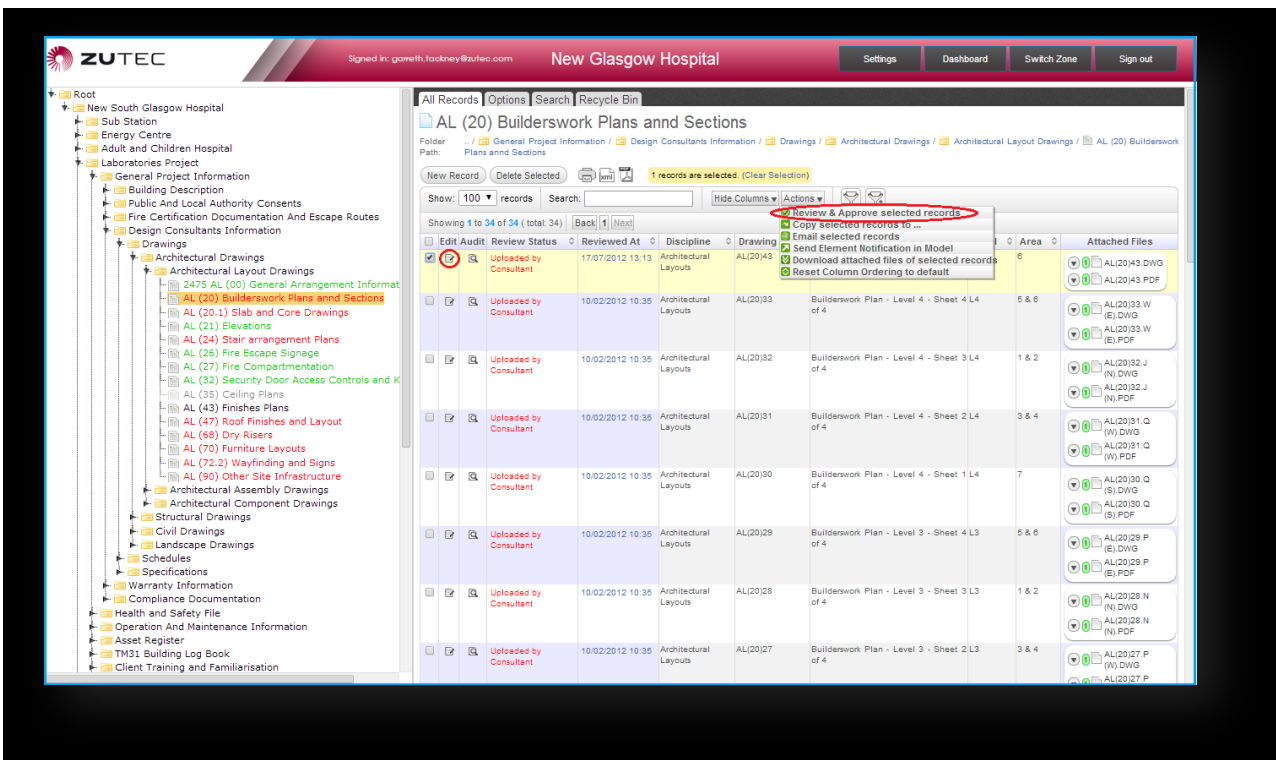 ZUTEC
Signed in: garreth.tackney@zutec.com
New Glasgow Hospital
Settings
Dashboard
Switch Zone
Sign out
Root
New South Glasgow Hospital
Sub Station
Energy Centre
Adult and Children Hospital
Laboratories Project
General Project Information
Building Description
Public And Local Authority Consents
Fire Certification Documentation And Escape Routes
Design Consultants Information
Drawings
Architectural Drawings
Architectural Layout Drawings
2475 AL (00) General Arrangement Informat
AL (20) Builderswork Plans annd Sections
AL (20.1) Slab and Core Drawings
AL (21) Elevations
AL (24) Stair arrangement Plans
AL (26) Fire Escape Signage
AL (27) Fire Compartmentation
AL (32) Security Door Access Controls and K
AL (35) Ceiling Plans
AL (43) Finishes Plans
AL (47) Roof Finishes and Layout
AL (68) Dry Risers
AL (70) Furniture Layouts
AL (72.2) Wayfinding and Signs
AL (90) Other Site Infrastructure
Architectural Assembly Drawings
Architectural Component Drawings
Structural Drawings
Civil Drawings
Landscape Drawings
Schedules
Specifications
Warranty Information
Compliance Documentation
Health and Safety File
Operation And Maintenance Information
Asset Register
TM31 Building Log Book
Client Training and Familiarisation
All Records Options Search Recycle Bin
AL (20) Builderswork Plans annd Sections
Folder Path: ../ General Project Information / Design Consultants Information / Drawings / Architectural Drawings / Architectural Layout Drawings / AL (20) Builderswork
Plans annd Sections
New Record Delete Selected xml 1 records are selected. (Clear Selection)
Show: 100 records Search: Hide Columns Actions
Review & Approve selected records
Copy selected records to ...
Email selected records
Send Element Notification in Model
Download attached files of selected records
Reset Column Ordering to default
Showing 1 to 34 of 34 ( total: 34) Back 1 Next
Edit Audit Review Status Reviewed At Discipline Drawing Area Attached Files
Uploaded by Consultant 17/07/2012 13:13 Architectural Layouts AL(20)43 6 AL(20)43.DWG
AL(20)43.PDF
Uploaded by Consultant 10/02/2012 10:35 Architectural Layouts AL(20)33 Builderswork Plan - Level 4 - Sheet 4 of 4 L4 5 & 6 AL(20)33.W (E).DWG
AL(20)33.W (E).PDF
Uploaded by Consultant 10/02/2012 10:35 Architectural Layouts AL(20)32 Builderswork Plan - Level 4 - Sheet 3 of 4 L4 1 & 2 AL(20)32.J (N).DWG
AL(20)32.J (N).PDF
Uploaded by Consultant 10/02/2012 10:35 Architectural Layouts AL(20)31 Builderswork Plan - Level 4 - Sheet 2 of 4 L4 3 & 4 AL(20)31.Q (W).DWG
AL(20)31.Q (W).PDF
Uploaded by Consultant 10/02/2012 10:35 Architectural Layouts AL(20)30 Builderswork Plan - Level 4 - Sheet 1 of 4 L4 7 AL(20)30.Q (S).DWG
AL(20)30.Q (S).PDF
Uploaded by Consultant 10/02/2012 10:35 Architectural Layouts AL(20)29 Builderswork Plan - Level 3 - Sheet 4 of 4 L3 5 & 6 AL(20)29.P (E).DWG
AL(20)29.P (E).PDF
Uploaded by Consultant 10/02/2012 10:35 Architectural Layouts AL(20)28 Builderswork Plan - Level 3 - Sheet 3 of 4 L3 1 & 2 AL(20)28.N (N).DWG
AL(20)28.N (N).PDF
Uploaded by Consultant 10/02/2012 10:35 Architectural Layouts AL(20)27 Builderswork Plan - Level 3 - Sheet 2 of 4 L3 3 & 4 AL(20)27.P (W).DWG
AL(20)27.P